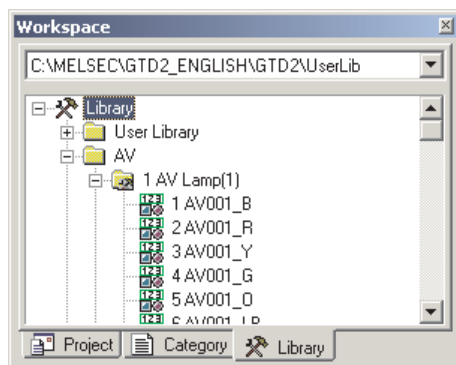 Workspace
C:\MELSEC\GTD2_ENGLISH\GTD2\UserLib
Library
User Library
AV
1 AV Lamp(1)
1 AV001_B
2 AV001_R
3 AV001_Y
4 AV001_G
5 AV001_O
Project Category Library